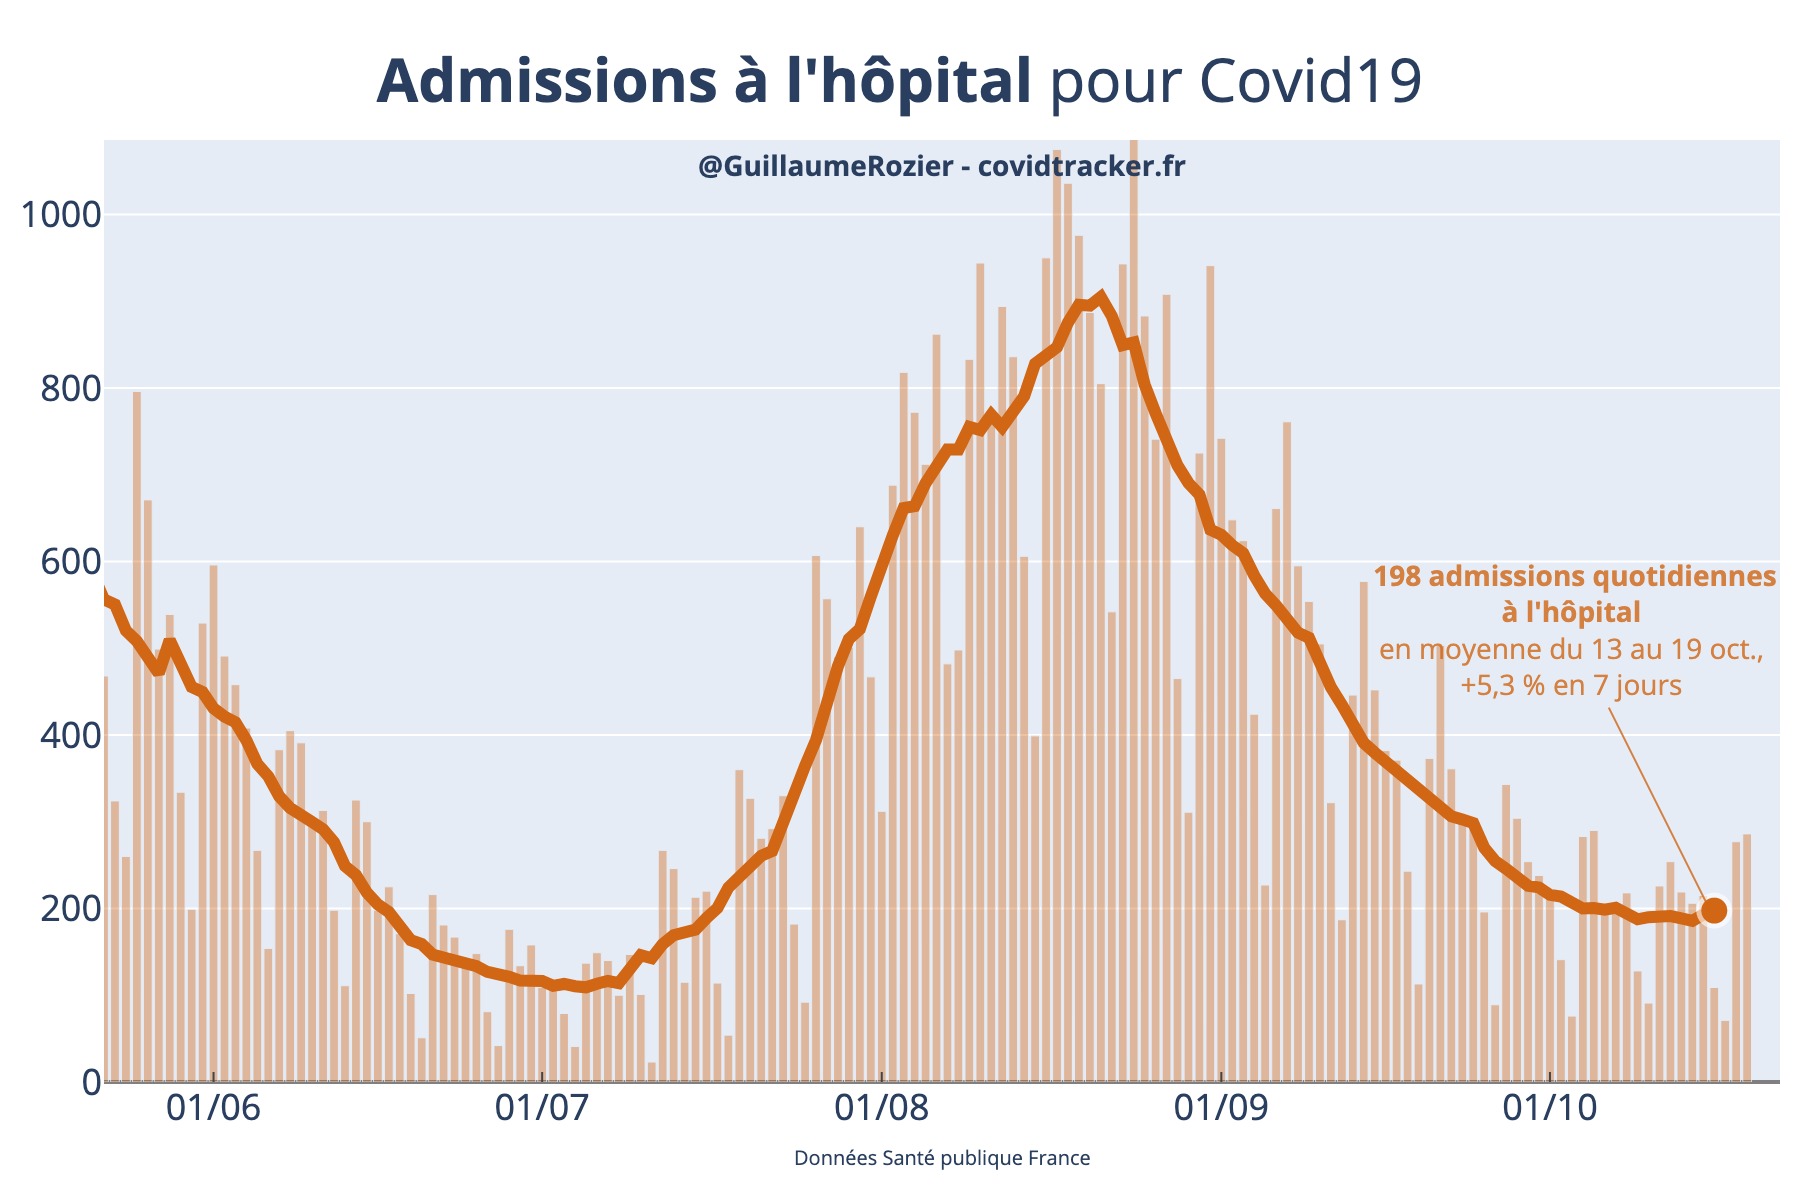 Admissions à l'hôpital pour Covid19
@GuillaumeRozier - covidtracker.fr
1000
800
600
400
200
0
198 admissions quotidiennes
à l'hôpital
en moyenne du 13 au 19 oct.,
+5,3 % en 7 jours
01/06 01/07 01/08 01/09 01/10
Données Santé publique France